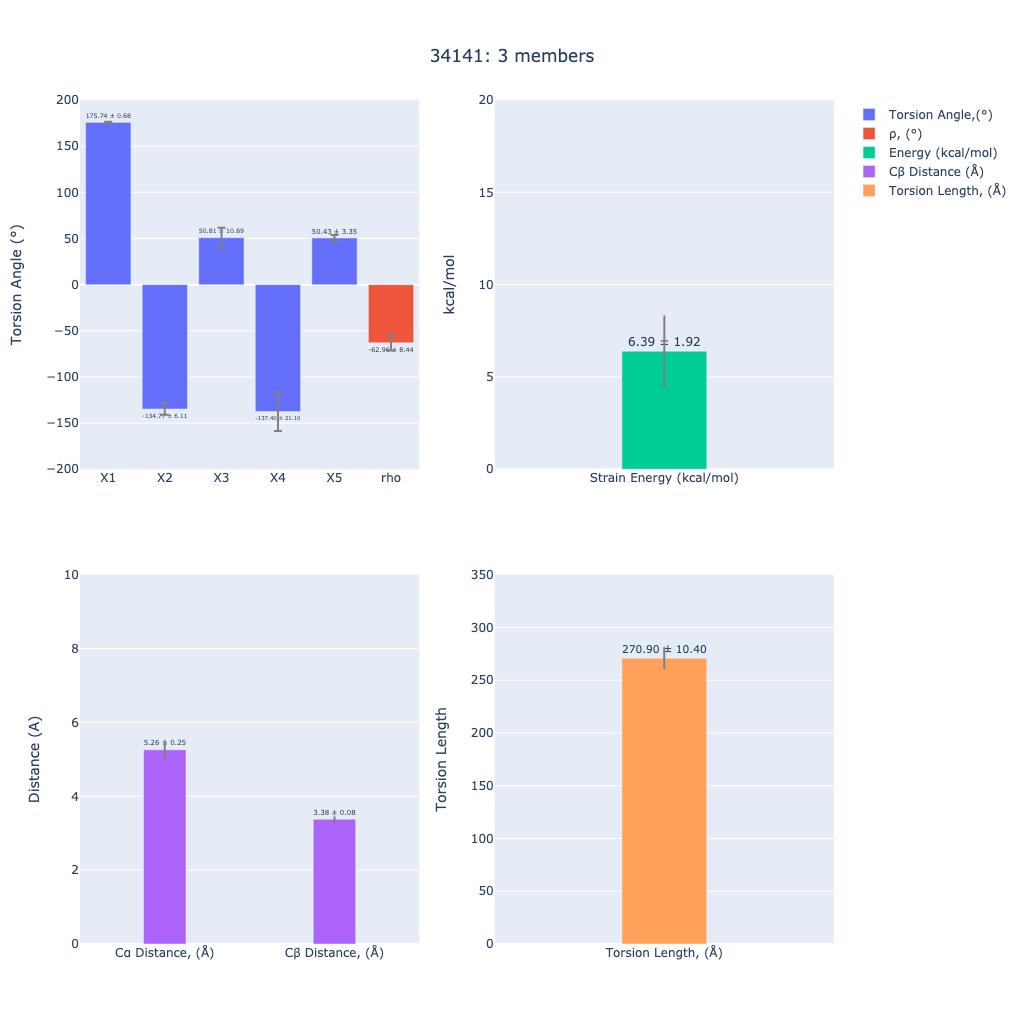 34141: 3 members
200
150
100
50
0
−50
−100
−150
−200
Torsion Angle (°)
175.74 ± 0.68
50.81 ± 10.69
50.43 ± 3.35
-134.77 ± 6.11
-137.40 ± 21.10
-62.96 ± 8.44
X1 X2 X3 X4 X5 rho
20
15
10
5
0
kcal/mol
6.39 ± 1.92
Strain Energy (kcal/mol)
Torsion Angle,(°)
ρ, (°)
Energy (kcal/mol)
Cβ Distance (Å)
Torsion Length, (Å)
10
8
6
4
2
0
Distance (A)
5.26 ± 0.25
3.38 ± 0.08
Cα Distance, (Å) Cβ Distance, (Å)
350
300
250
200
150
100
50
0
Torsion Length
270.90 ± 10.40
Torsion Length, (Å)